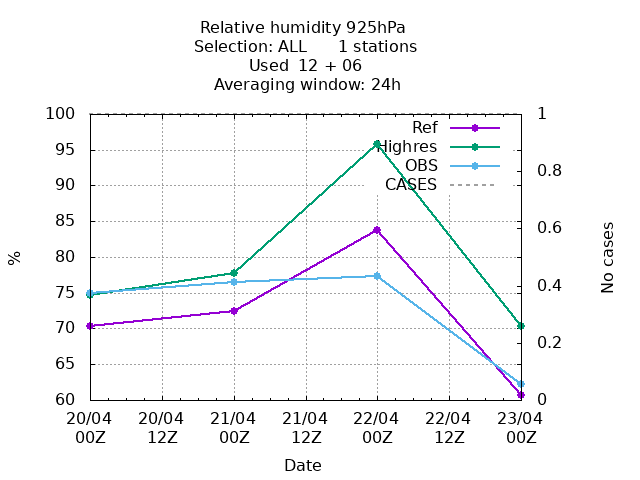 Relative humidity 925hPa
Selection: ALL      1 stations
Used  12 + 06
Averaging window: 24h
100
95
90
85
80
75
70
65
60
%
1
0.8
0.6
0.4
0.2
0
No cases
Ref
Highres
OBS
CASES
20/04 20/04 21/04 21/04 22/04 22/04 23/04
00Z 12Z 00Z 12Z 00Z 12Z 00Z
Date